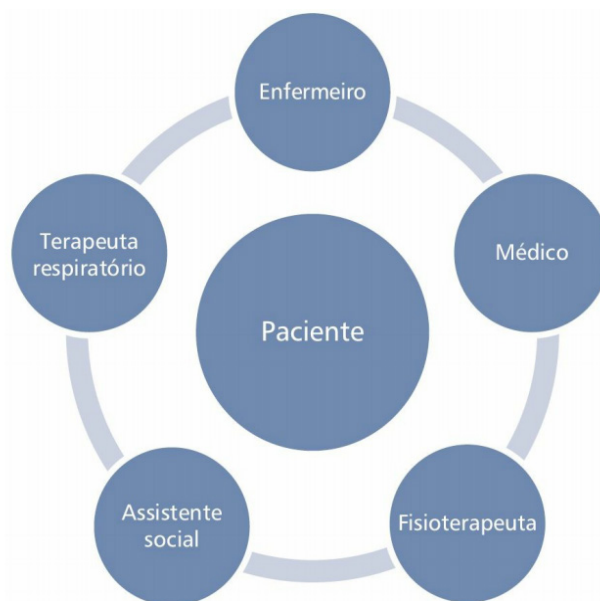 Enfermeiro
Médico
Fisioterapeuta
Assistente
social
Terapeuta
respiratório
Paciente